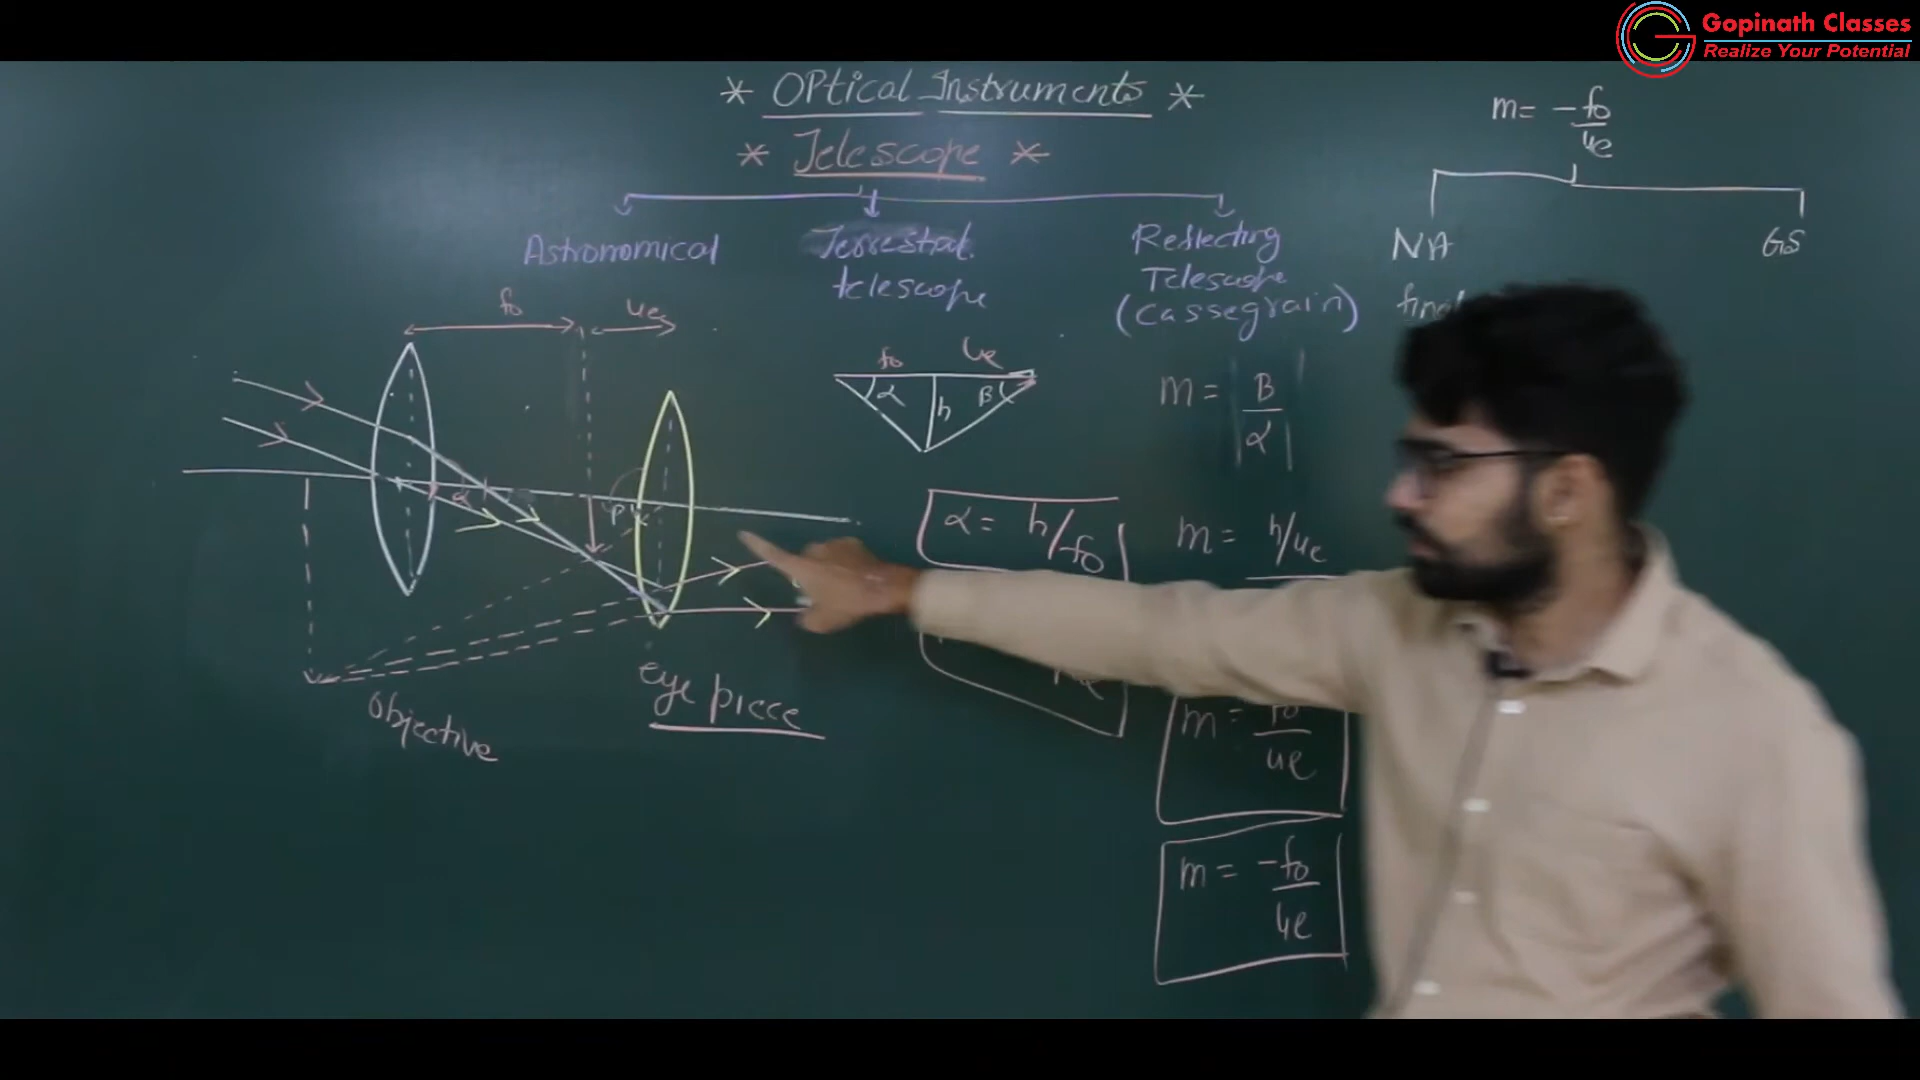 Gopinath Classes
Realize Your Potential
* OPtical Instruments *
* Telescope *
Astronomical
Terrestrial
telescope
Reflecting
Telescope
(Cassegrain)
m = -fo
ue
NA
GS
final
fo
ue
α
β
Objective
eye piece
fo
ue
α
h
β
α = h/fo
m = | β |
| α |
m = h/ue
m = fo
ue
m = -fo
ue